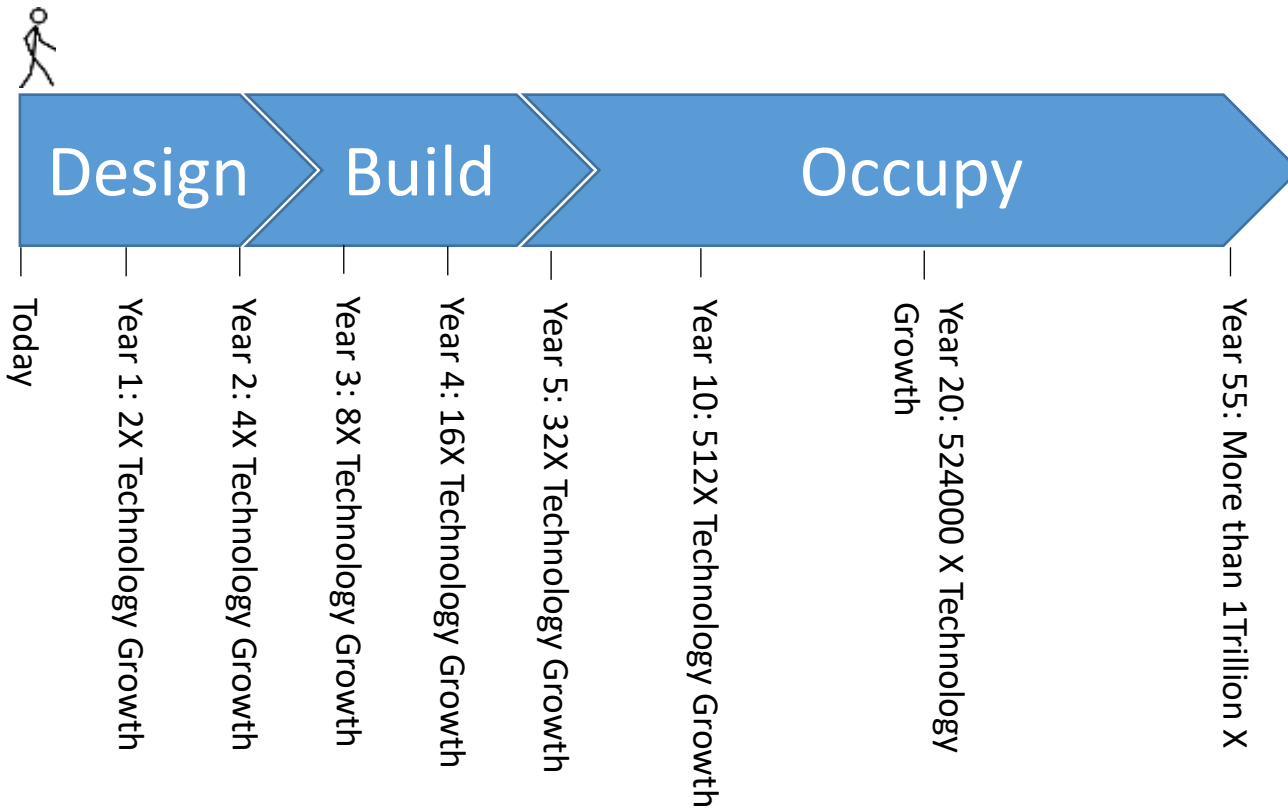 Design
Build
Occupy
Today
Year 1: 2X Technology Growth
Year 2: 4X Technology Growth
Year 3: 8X Technology Growth
Year 4: 16X Technology Growth
Year 5: 32X Technology Growth
Year 10: 512X Technology Growth
Year 20: 524000 X Technology
Growth
Year 55: More than 1Trillion X